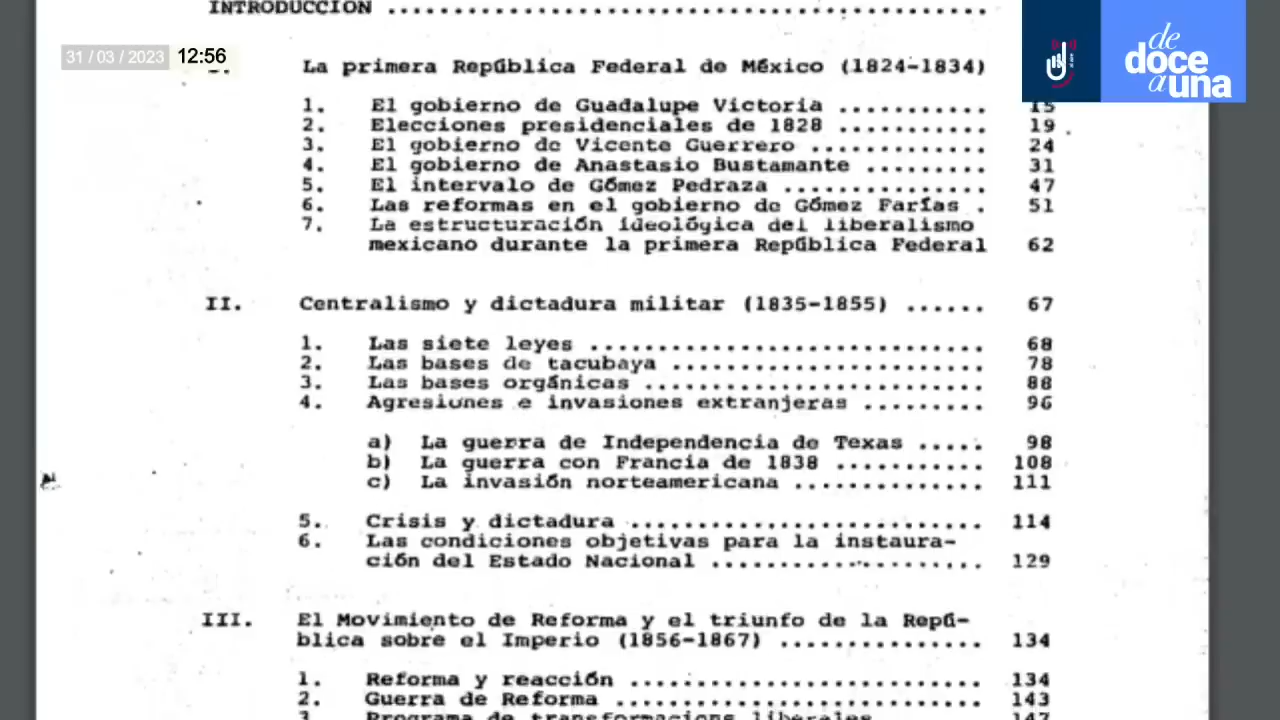 INTRODUCCION ............................................
31/03/2023 12:56
de
doce
a una
La primera República Federal de México (1824-1834)
1. El gobierno de Guadalupe Victoria ........... 15
2. Elecciones presidenciales de 1828 ........... 19
3. El gobierno de Vicente Guerrero ............. 24
4. El gobierno de Anastasio Bustamante ......... 31
5. El intervalo de Gómez Pedraza ............... 47
6. Las reformas en el gobierno de Gómez Farías . 51
7. La estructuración ideológica del liberalismo
mexicano durante la primera República Federal 62
II. Centralismo y dictadura militar (1835-1855) ...... 67
1. Las siete leyes ............................. 68
2. Las bases de tacubaya ....................... 78
3. Las bases orgánicas ......................... 88
4. Agresiones e invasiones extranjeras ......... 96
a) La guerra de Independencia de Texas ..... 98
b) La guerra con Francia de 1838 ........... 108
c) La invasión norteamericana .............. 111
5. Crisis y dictadura .......................... 114
6. Las condiciones objetivas para la instaura-
ción del Estado Nacional .................... 129
III. El Movimiento de Reforma y el triunfo de la Repú-
blica sobre el Imperio (1856-1867) ............... 134
1. Reforma y reacción .......................... 134
2. Guerra de Reforma ........................... 143
3. Programa de transformacions liberales ........ 147